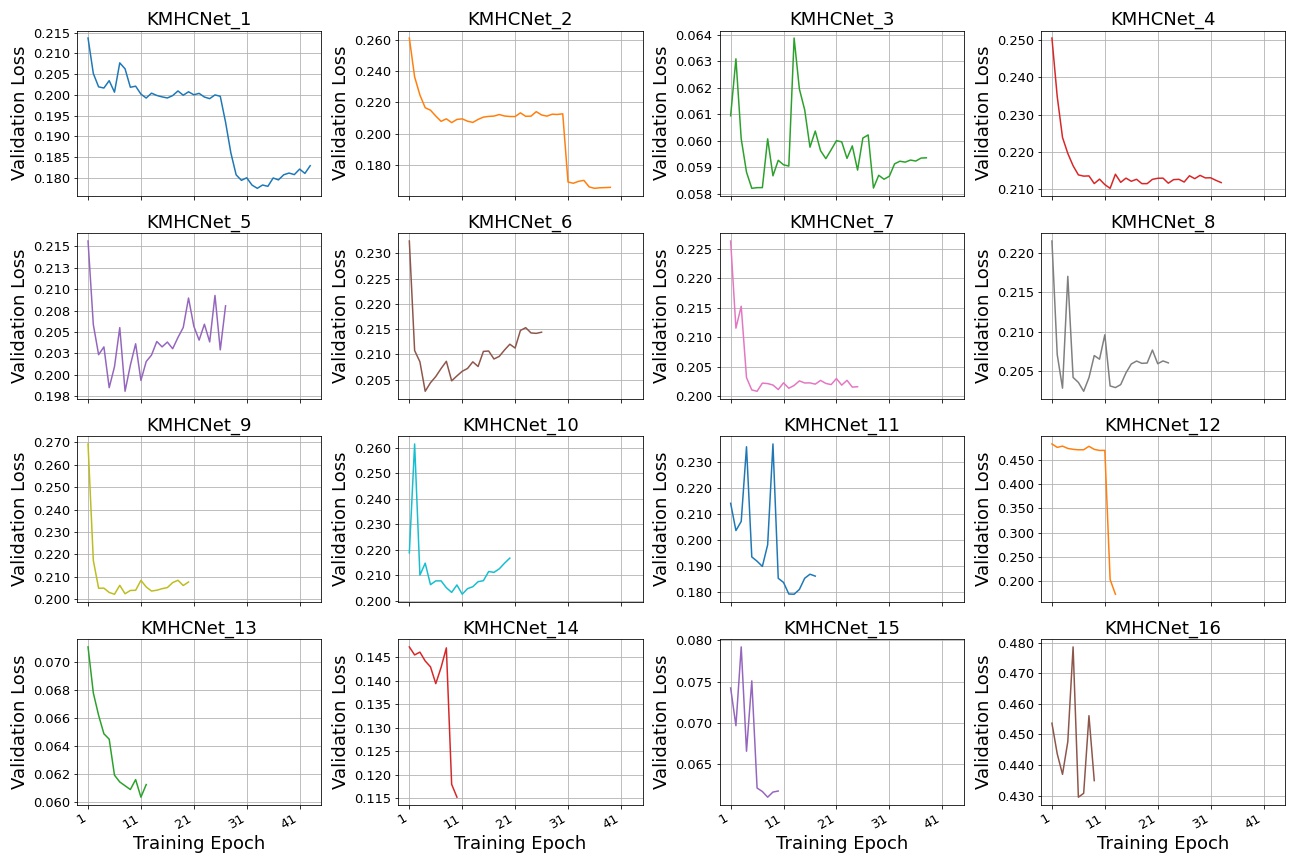 KMHCNet_1
KMHCNet_2
KMHCNet_3
KMHCNet_4
Validation Loss
0.215
0.210
0.205
0.200
0.195
0.190
0.185
0.180
Validation Loss
0.260
0.240
0.220
0.200
0.180
Validation Loss
0.064
0.063
0.062
0.060
0.059
0.058
Validation Loss
0.250
0.240
0.230
0.220
0.210
KMHCNet_5
KMHCNet_6
KMHCNet_7
KMHCNet_8
Validation Loss
0.215
0.213
0.210
0.208
0.205
0.203
0.200
0.198
Validation Loss
0.230
0.225
0.220
0.215
0.210
0.205
Validation Loss
0.225
0.220
0.215
0.210
0.205
0.200
Validation Loss
0.220
0.215
0.210
0.205
KMHCNet_9
KMHCNet_10
KMHCNet_11
KMHCNet_12
Validation Loss
0.270
0.260
0.250
0.240
0.230
0.220
0.210
0.200
Validation Loss
0.260
0.250
0.240
0.230
0.220
0.210
0.200
Validation Loss
0.230
0.220
0.210
0.200
0.190
0.180
Validation Loss
0.450
0.400
0.350
0.300
0.250
0.200
KMHCNet_13
KMHCNet_14
KMHCNet_15
KMHCNet_16
Validation Loss
0.070
0.068
0.066
0.064
0.062
0.060
Validation Loss
0.145
0.140
0.135
0.130
0.125
0.120
0.115
Validation Loss
0.080
0.075
0.070
0.065
Validation Loss
0.480
0.470
0.460
0.450
0.440
0.430
1 11 21 31 41
1 11 21 31 41
1 11 21 31 41
1 11 21 31 41
Training Epoch
Training Epoch
Training Epoch
Training Epoch